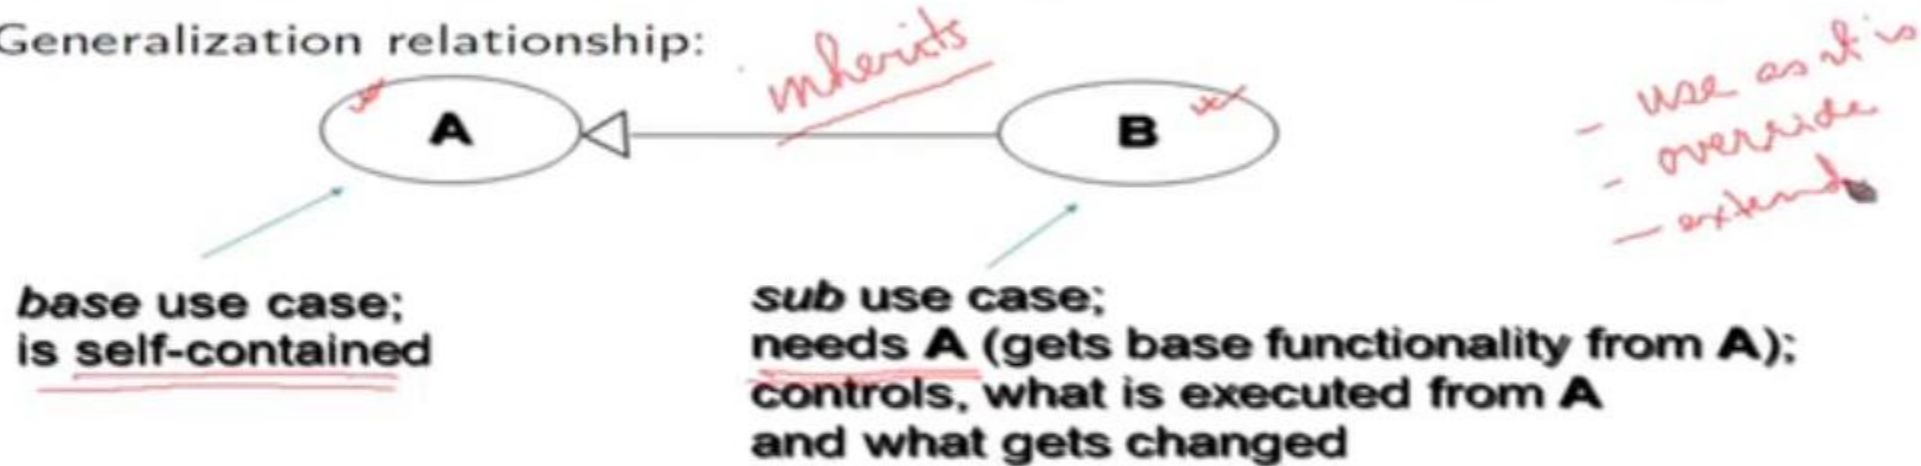 Generalization relationship:
inherits
A
B
- use as it is
- override
- extend
base use case;
is self-contained
sub use case;
needs A (gets base functionality from A);
controls, what is executed from A
and what gets changed